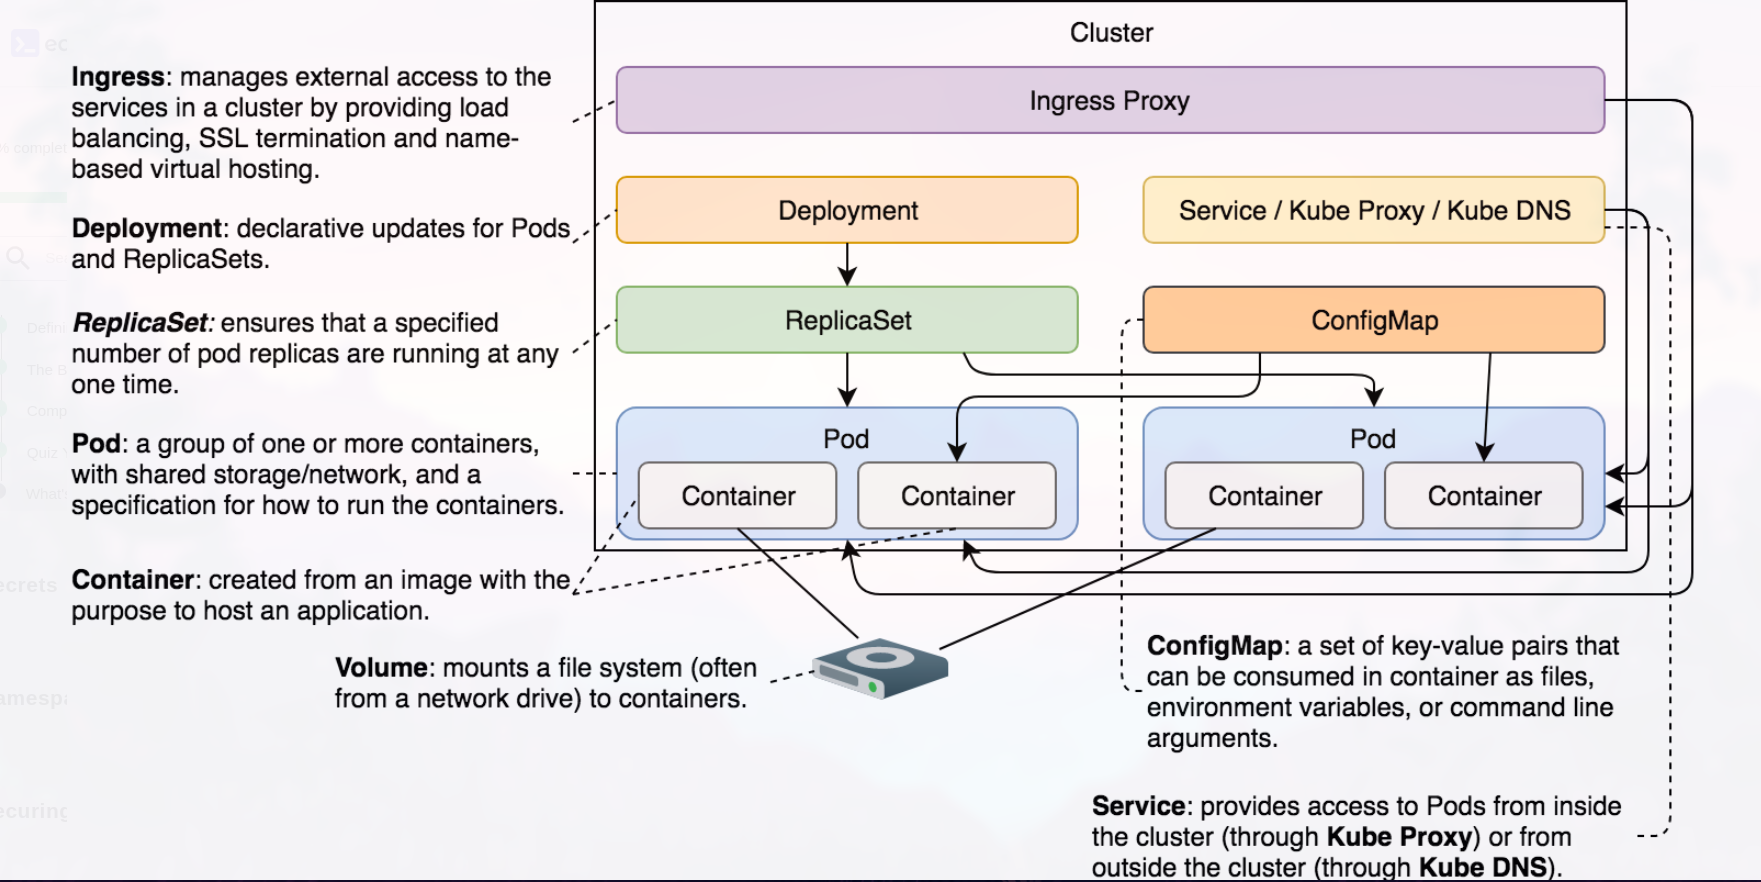 Cluster
Ingress Proxy
Ingress: manages external access to the
services in a cluster by providing load
balancing, SSL termination and name-
based virtual hosting.
Deployment
Service / Kube Proxy / Kube DNS
Deployment: declarative updates for Pods
and ReplicaSets.
ReplicaSet
ConfigMap
ReplicaSet: ensures that a specified
number of pod replicas are running at any
one time.
Pod
Pod
Pod: a group of one or more containers,
with shared storage/network, and a
specification for how to run the containers.
Container
Container
Container
Container
Container: created from an image with the
purpose to host an application.
Volume: mounts a file system (often
from a network drive) to containers.
ConfigMap: a set of key-value pairs that
can be consumed in container as files,
environment variables, or command line
arguments.
Service: provides access to Pods from inside
the cluster (through Kube Proxy) or from
outside the cluster (through Kube DNS).